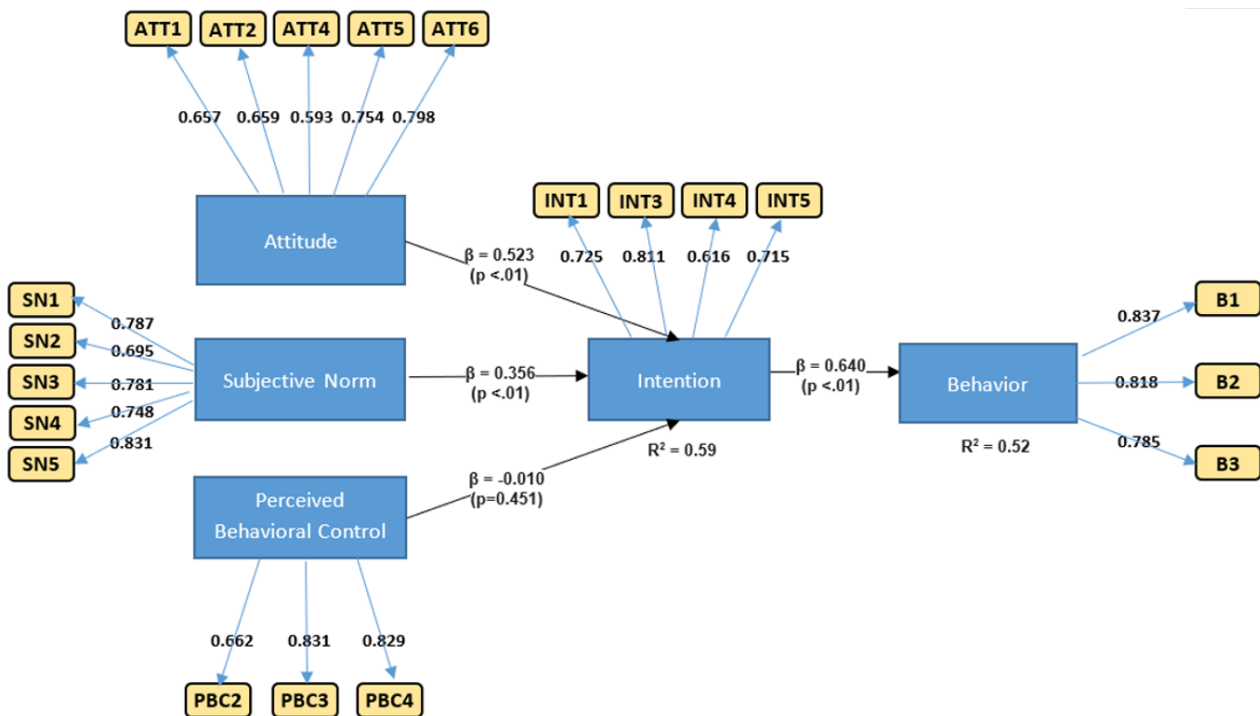 ATT1 ATT2 ATT4 ATT5 ATT6
0.657 0.659 0.593 0.754 0.798
Attitude
INT1 INT3 INT4 INT5
0.725 0.811 0.616 0.715
β = 0.523
(p <.01)
SN1
SN2
SN3
SN4
SN5
0.787
0.695
0.781
0.748
0.831
Subjective Norm
β = 0.356
(p <.01)
Intention
R² = 0.59
β = 0.640
(p <.01)
Behavior
R² = 0.52
0.837
0.818
0.785
B1
B2
B3
Perceived
Behavioral Control
β = -0.010
(p=0.451)
0.662 0.831 0.829
PBC2 PBC3 PBC4